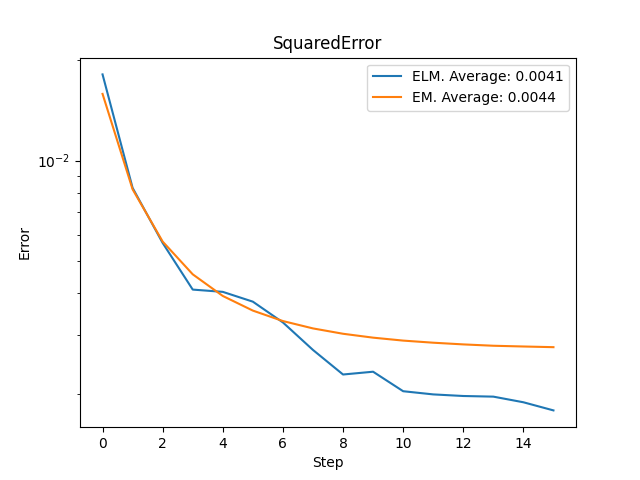 SquaredError
ELM. Average: 0.0041
EM. Average: 0.0044
10⁻²
Error
0 2 4 6 8 10 12 14
Step